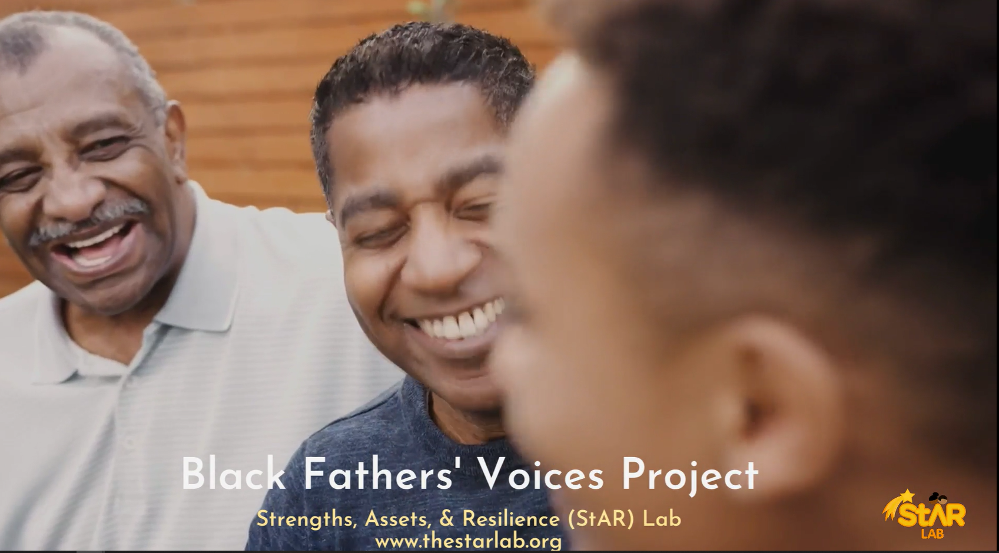 Black Fathers' Voices Project
Strengths, Assets, & Resilience (StAR) Lab
www.thestarlab.org
StAR
LAB